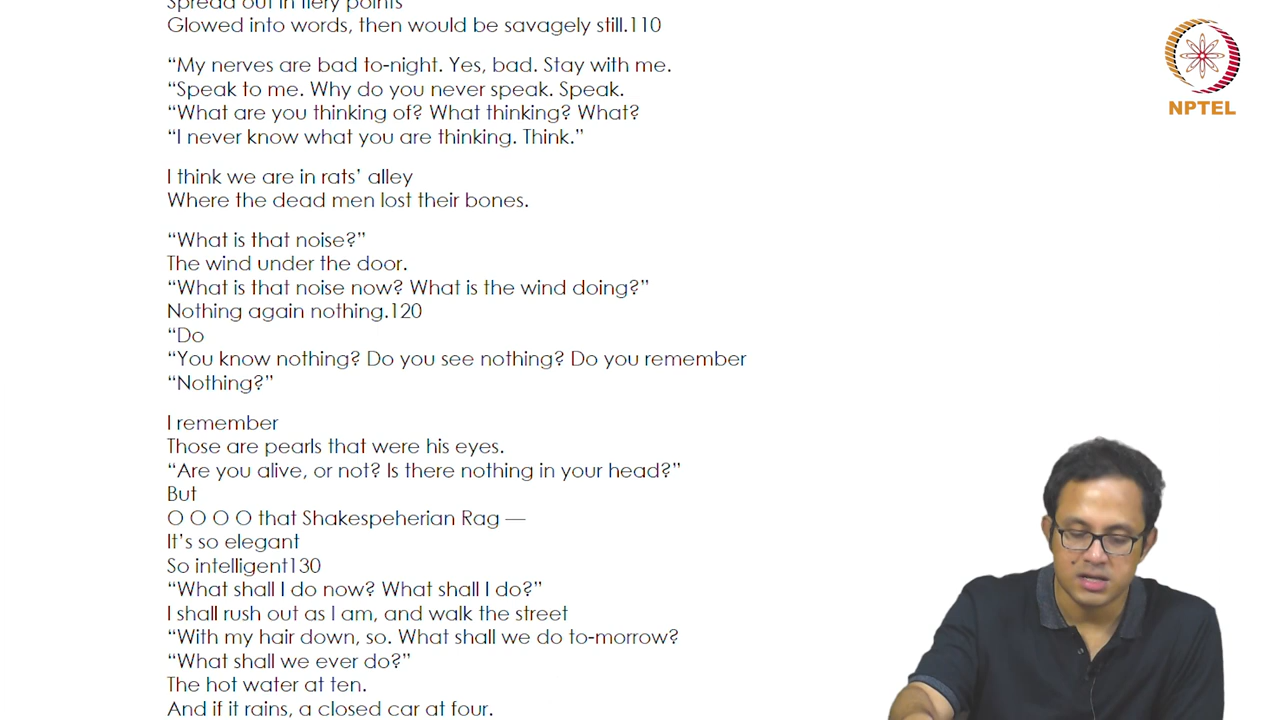 Spread out in fiery points
Glowed into words, then would be savagely still.110
“My nerves are bad to-night. Yes, bad. Stay with me.
“Speak to me. Why do you never speak. Speak.
“What are you thinking of? What thinking? What?
“I never know what you are thinking. Think.”
I think we are in rats’ alley
Where the dead men lost their bones.
“What is that noise?”
The wind under the door.
“What is that noise now? What is the wind doing?”
Nothing again nothing.120
“Do
“You know nothing? Do you see nothing? Do you remember
“Nothing?”
I remember
Those are pearls that were his eyes.
“Are you alive, or not? Is there nothing in your head?”
But
O O O O that Shakespeherian Rag —
It’s so elegant
So intelligent130
“What shall I do now? What shall I do?”
I shall rush out as I am, and walk the street
“With my hair down, so. What shall we do to-morrow?
“What shall we ever do?”
The hot water at ten.
And if it rains, a closed car at four.
NPTEL